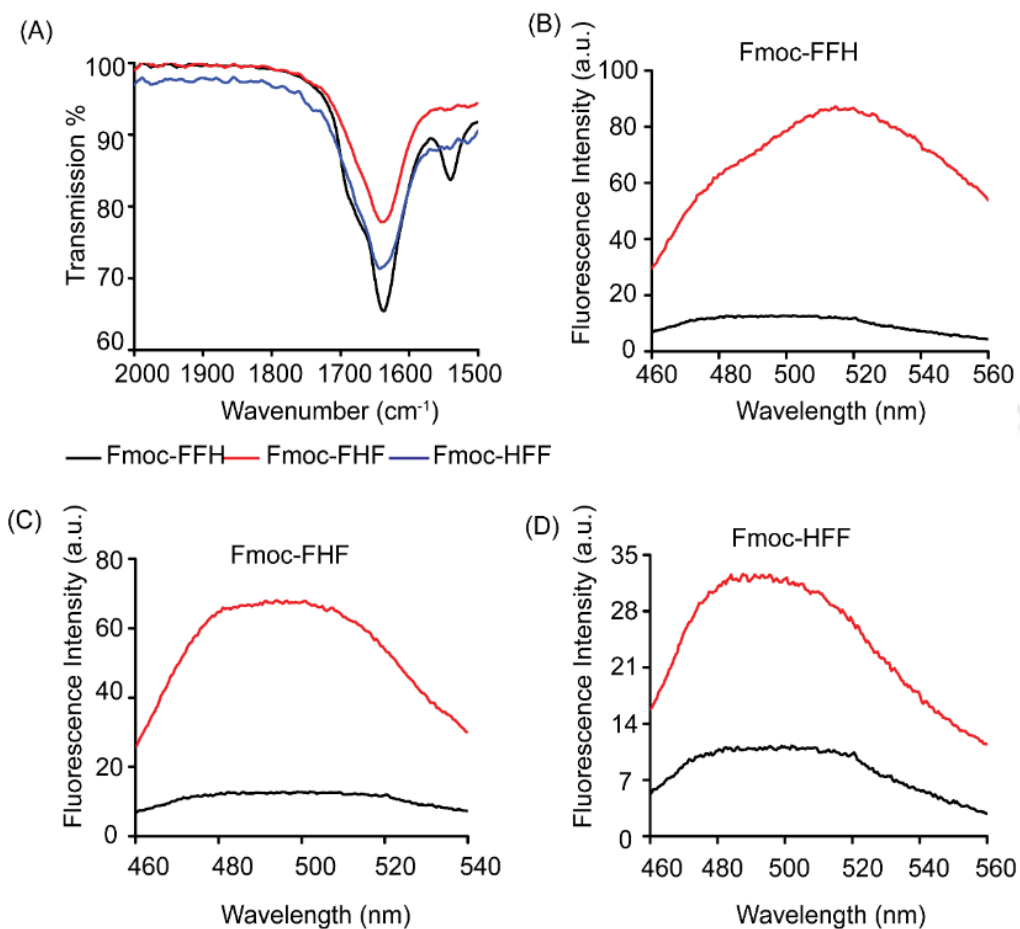 (A)
Transmission %
100
90
80
70
60
2000 1900 1800 1700 1600 1500
Wavenumber (cm⁻¹)
Fmoc-FFH Fmoc-FHF Fmoc-HFF
(B)
Fmoc-FFH
Fluorescence Intensity (a.u.)
100
80
60
40
20
0
460 480 500 520 540 560
Wavelength (nm)
(C)
Fmoc-FHF
Fluorescence Intensity (a.u.)
80
60
40
20
0
460 480 500 520 540
Wavelength (nm)
(D)
Fmoc-HFF
Fluorescence Intensity (a.u.)
35
28
21
14
7
0
460 480 500 520 540 560
Wavelength (nm)